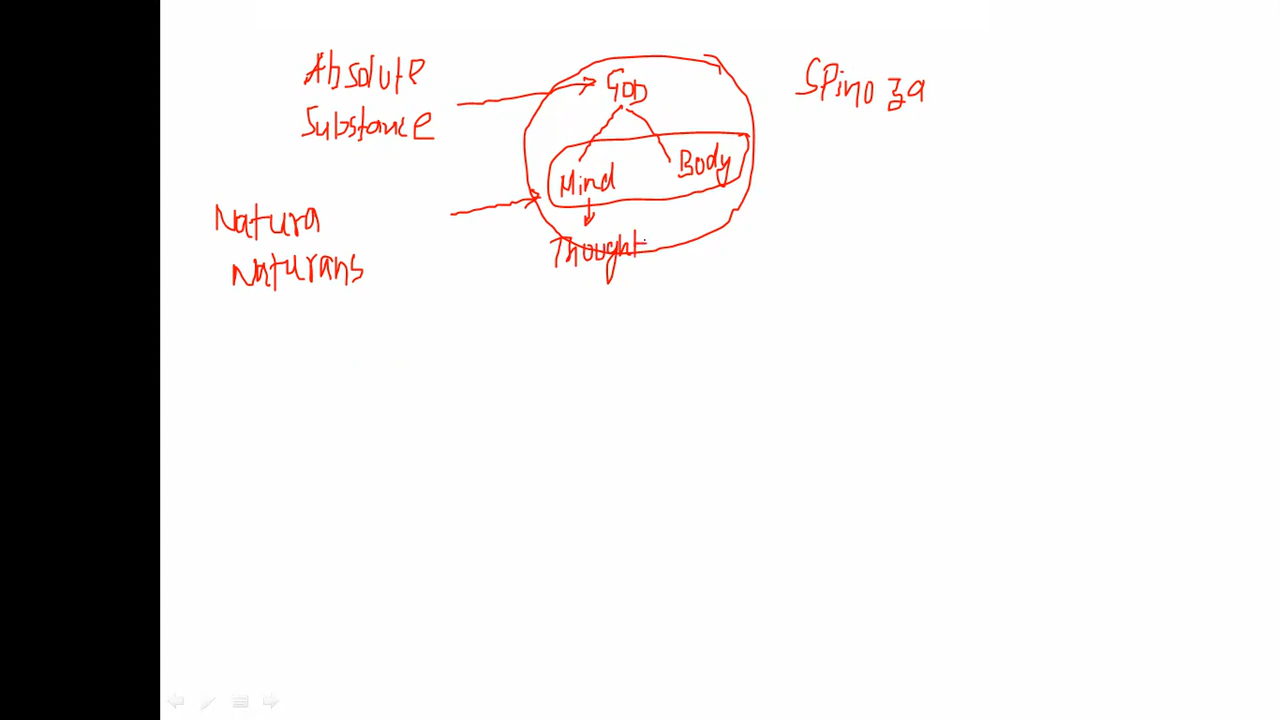 Absolute
Substance
GOD
Spinoza
Mind
Body
Thought
Natura
Naturans